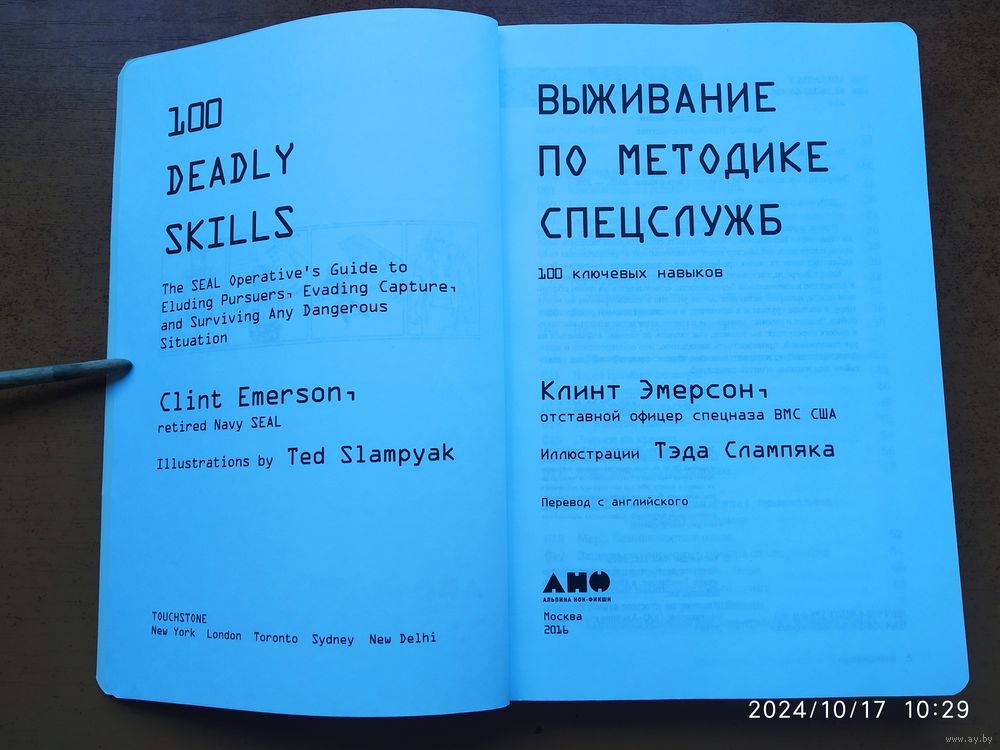 100
DEADLY
SKILLS
The SEAL Operative's Guide to
Eluding Pursuers, Evading Capture,
and Surviving Any Dangerous
Situation
Clint Emerson,
retired Navy SEAL
Illustrations by Ted Slampyak
TOUCHSTONE
New York London Toronto Sydney New Delhi
ВЫЖИВАНИЕ
ПО МЕТОДИКЕ
СПЕЦСЛУЖБ
100 ключевых навыков
Клинт Эмерсон,
отставной офицер спецназа ВМС США
Иллюстрации Тэда Слампяка
Перевод с английского
АНФ
АЛЬПИНА НОН-ФИКШН
Москва
2016
2024/10/17 10:29
www.ay.by